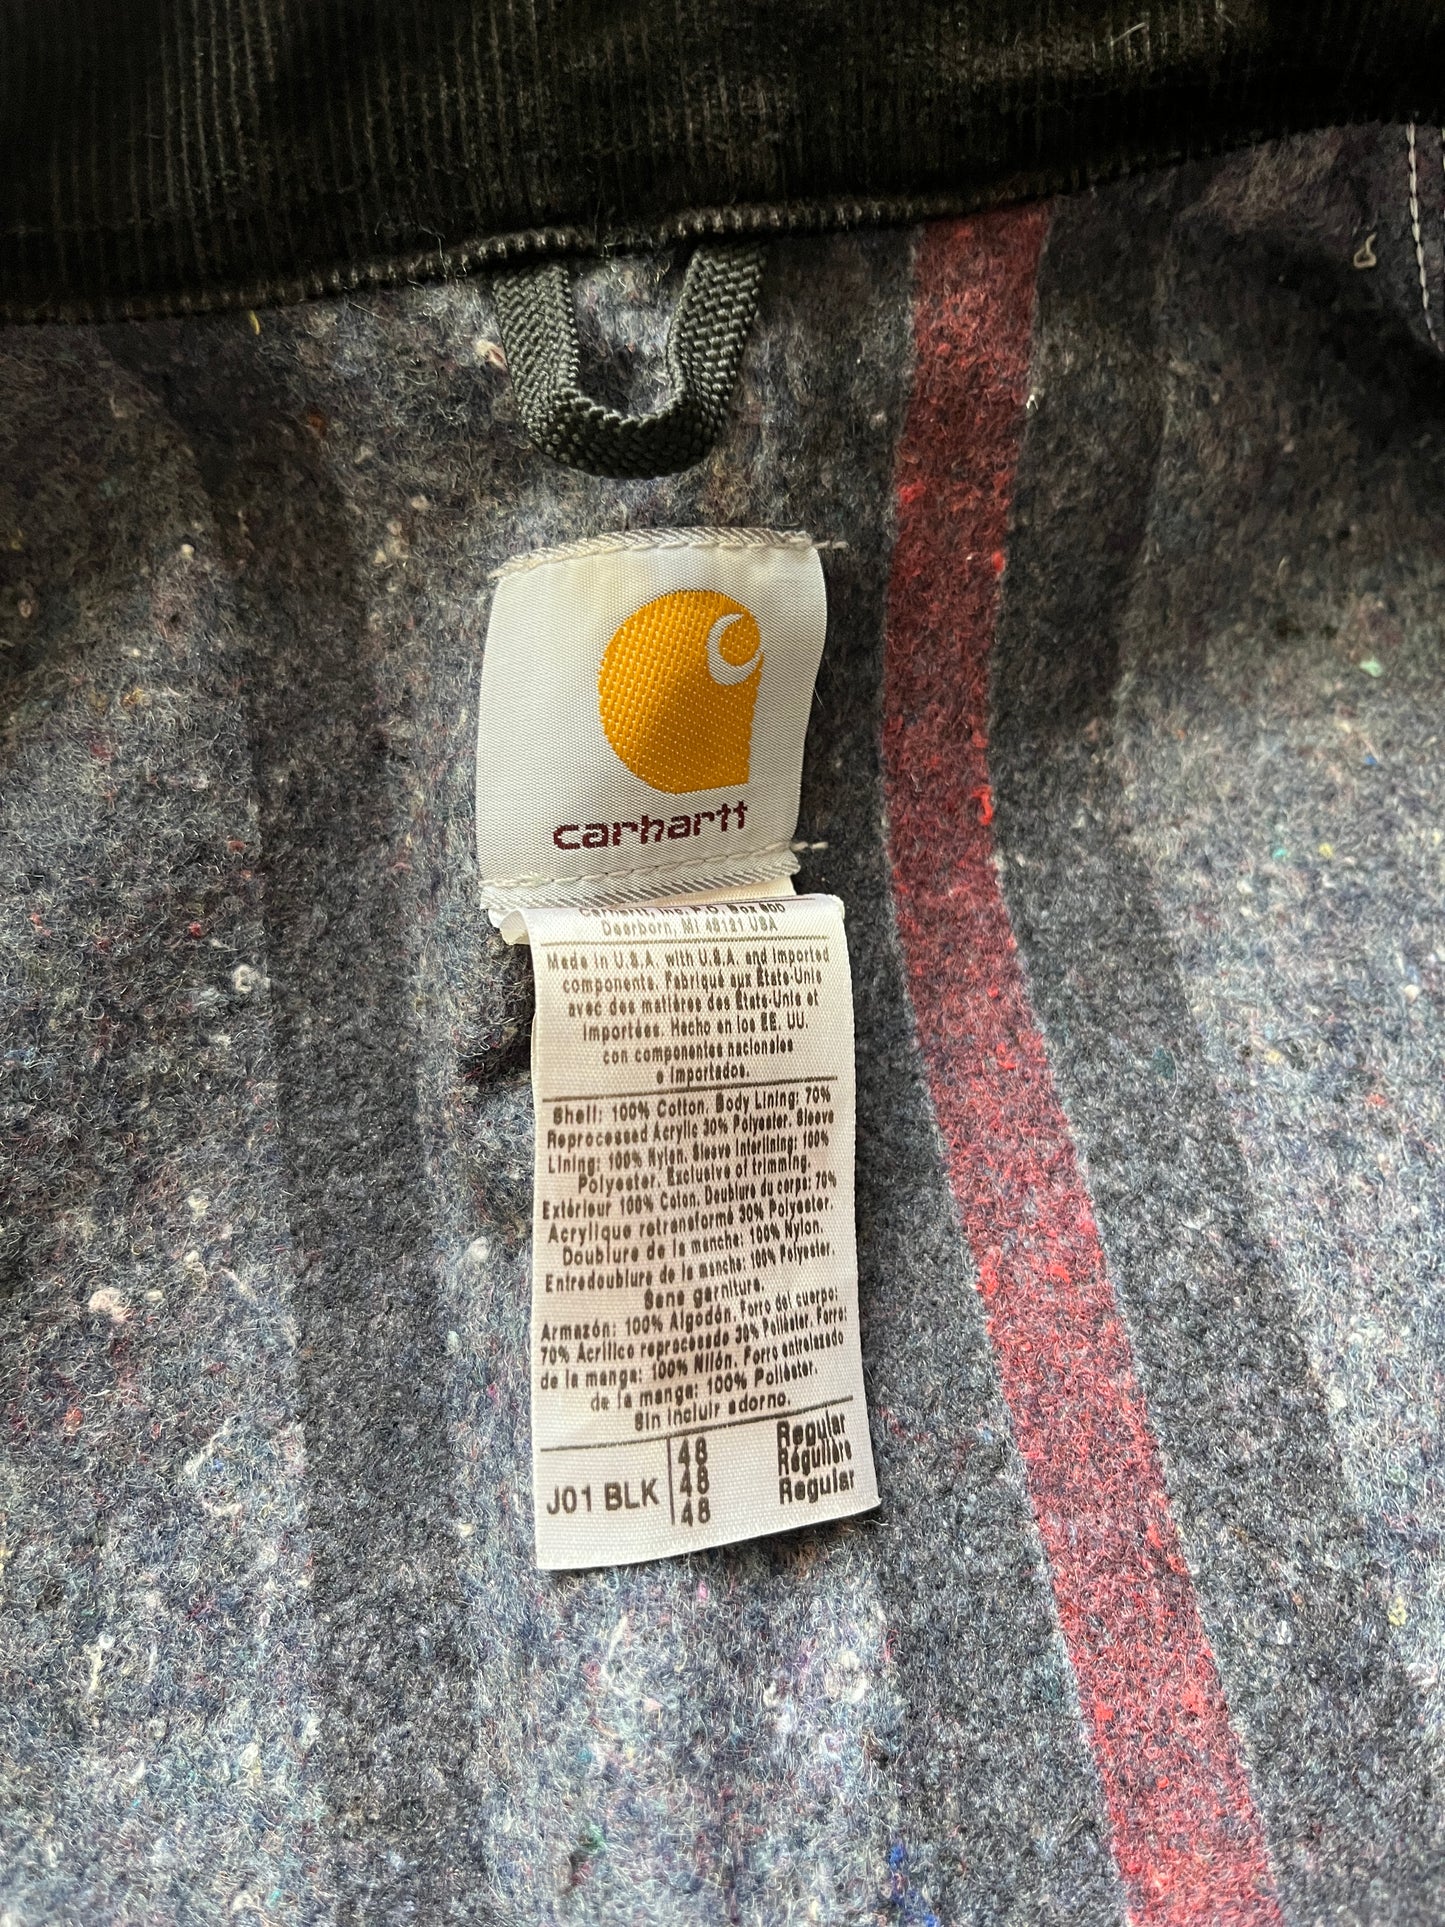 carhartt
Carhartt, Inc. P.O. Box 600
Dearborn, MI 48121 USA
Made in U.S.A. with U.S.A. and imported
components. Fabriqué aux États-Unis
avec des matières des États-Unis et
importées. Hecho en los EE. UU.
con componentes nacionales
e importados.
Shell: 100% Cotton. Body Lining: 70%
Reprocessed Acrylic 30% Polyester. Sleeve
Lining: 100% Nylon. Sleeve Interlining: 100%
Polyester. Exclusive of trimming.
Extérieur 100% Coton. Doublure du corps: 70%
Acrylique retransformé 30% Polyester.
Doublure de la manche: 100% Nylon.
Entredoublure de la manche: 100% Polyester.
Sans garniture.
Armazón: 100% Algodón. Forro del cuerpo:
70% Acrílico reprocesado 30% Poliéster. Forro:
de la manga: 100% Nilón. Forro entrelazado
de la manga: 100% Poliéster.
Sin incluir adorno.
J01 BLK
48 Regular
48 Régulière
48 Regular